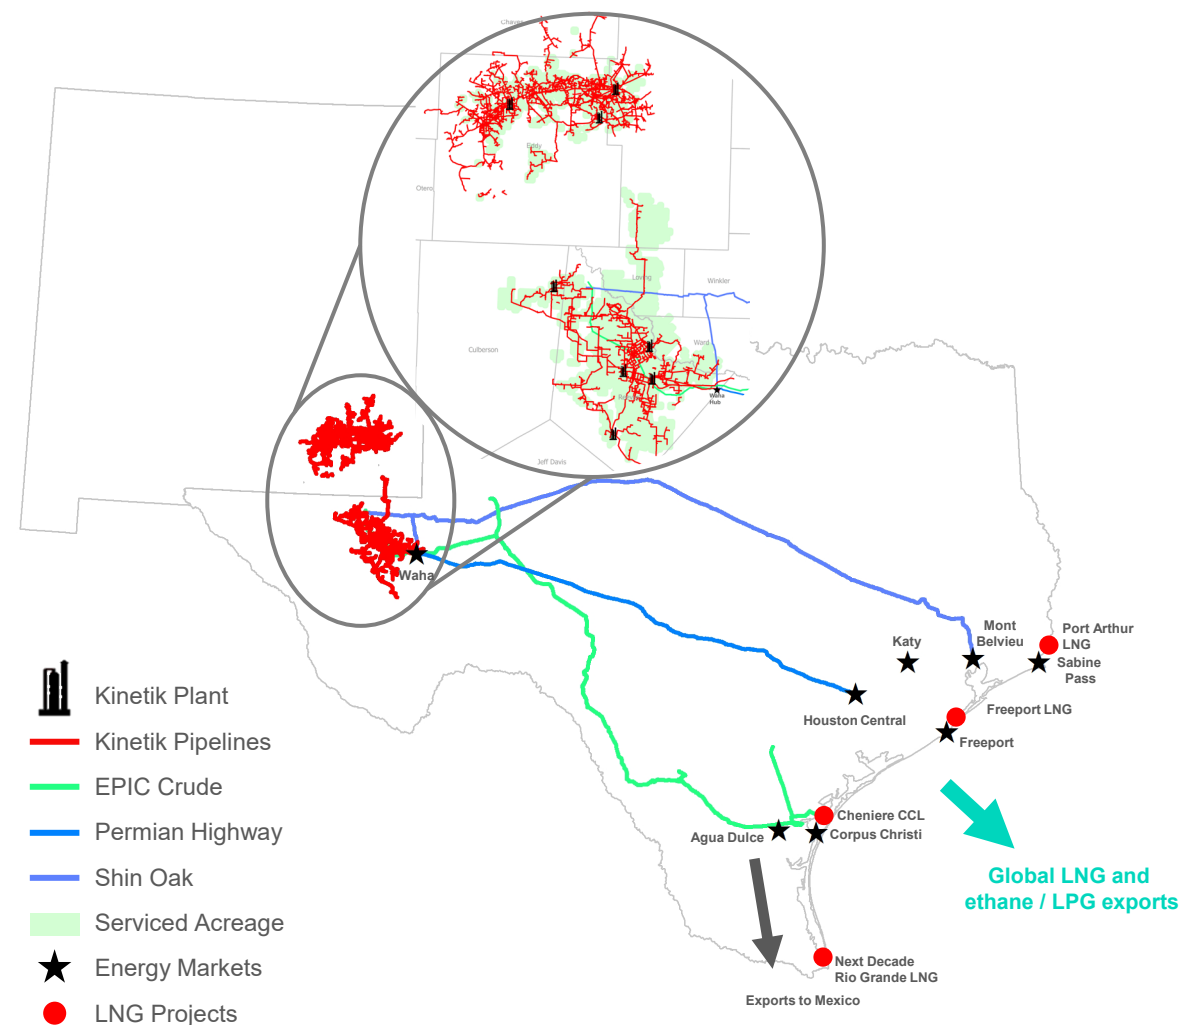 Chaves
Eddy
Otero
Loving
Winkler
Culberson
Ward
Waha
Hub
Jeff Davis
Waha
Mont
Belvieu
Katy
Port Arthur
LNG
Sabine
Pass
Houston Central
Freeport LNG
Freeport
Cheniere CCL
Agua Dulce
Corpus Christi
Global LNG and
ethane / LPG exports
Next Decade
Rio Grande LNG
Exports to Mexico
Kinetik Plant
Kinetik Pipelines
EPIC Crude
Permian Highway
Shin Oak
Serviced Acreage
Energy Markets
LNG Projects